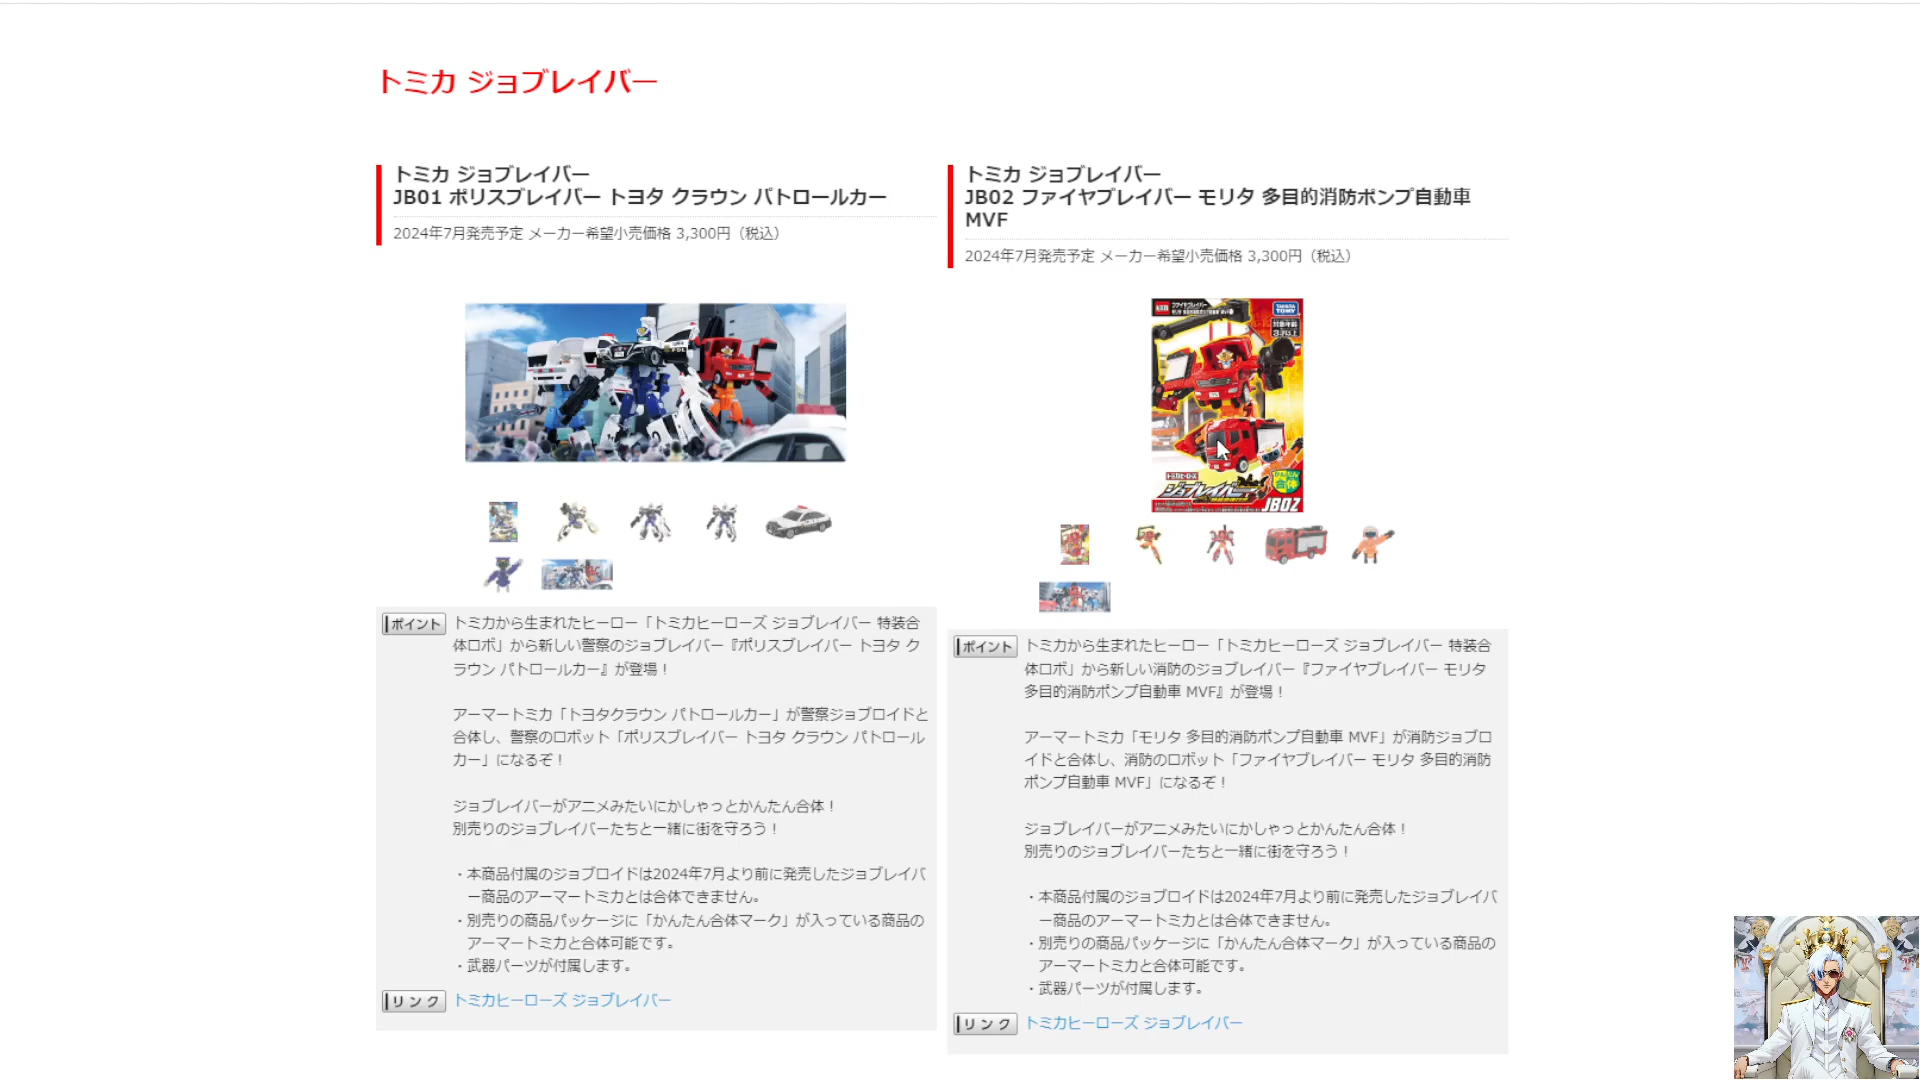 トミカ ジョブレイバー
トミカ ジョブレイバー
JB01 ポリスブレイバー トヨタ クラウン パトロールカー
2024年7月発売予定 メーカー希望小売価格 3,300円（税込）
ポイント
トミカから生まれたヒーロー「トミカヒーローズ ジョブレイバー 特装合
体ロボ」から新しい警察のジョブレイバー『ポリスブレイバー トヨタ ク
ラウン パトロールカー』が登場！
アーマートミカ「トヨタクラウン パトロールカー」が警察ジョブロイドと
合体し、警察のロボット「ポリスブレイバー トヨタ クラウン パトロール
カー」になるぞ！
ジョブレイバーがアニメみたいにかしゃっとかんたん合体！
別売りのジョブレイバーたちと一緒に街を守ろう！
・本商品付属のジョブロイドは2024年7月より前に発売したジョブレイバ
ー商品のアーマートミカとは合体できません。
・別売りの商品パッケージに「かんたん合体マーク」が入っている商品の
アーマートミカと合体可能です。
・武器パーツが付属します。
リンク
トミカヒーローズ ジョブレイバー
トミカ ジョブレイバー
JB02 ファイヤブレイバー モリタ 多目的消防ポンプ自動車
MVF
2024年7月発売予定 メーカー希望小売価格 3,300円（税込）
ファイヤブレイバー
TAKARA
TOMY
対象年齢
3才以上
トミカヒーローズ
ジョブレイバー
かんたん
合体
JB02
ポイント
トミカから生まれたヒーロー「トミカヒーローズ ジョブレイバー 特装合
体ロボ」から新しい消防のジョブレイバー『ファイヤブレイバー モリタ
多目的消防ポンプ自動車 MVF』が登場！
アーマートミカ「モリタ 多目的消防ポンプ自動車 MVF」が消防ジョブロ
イドと合体し、消防のロボット「ファイヤブレイバー モリタ 多目的消防
ポンプ自動車 MVF」になるぞ！
ジョブレイバーがアニメみたいにかしゃっとかんたん合体！
別売りのジョブレイバーたちと一緒に街を守ろう！
・本商品付属のジョブロイドは2024年7月より前に発売したジョブレイバ
ー商品のアーマートミカとは合体できません。
・別売りの商品パッケージに「かんたん合体マーク」が入っている商品の
アーマートミカと合体可能です。
・武器パーツが付属します。
リンク
トミカヒーローズ ジョブレイバー